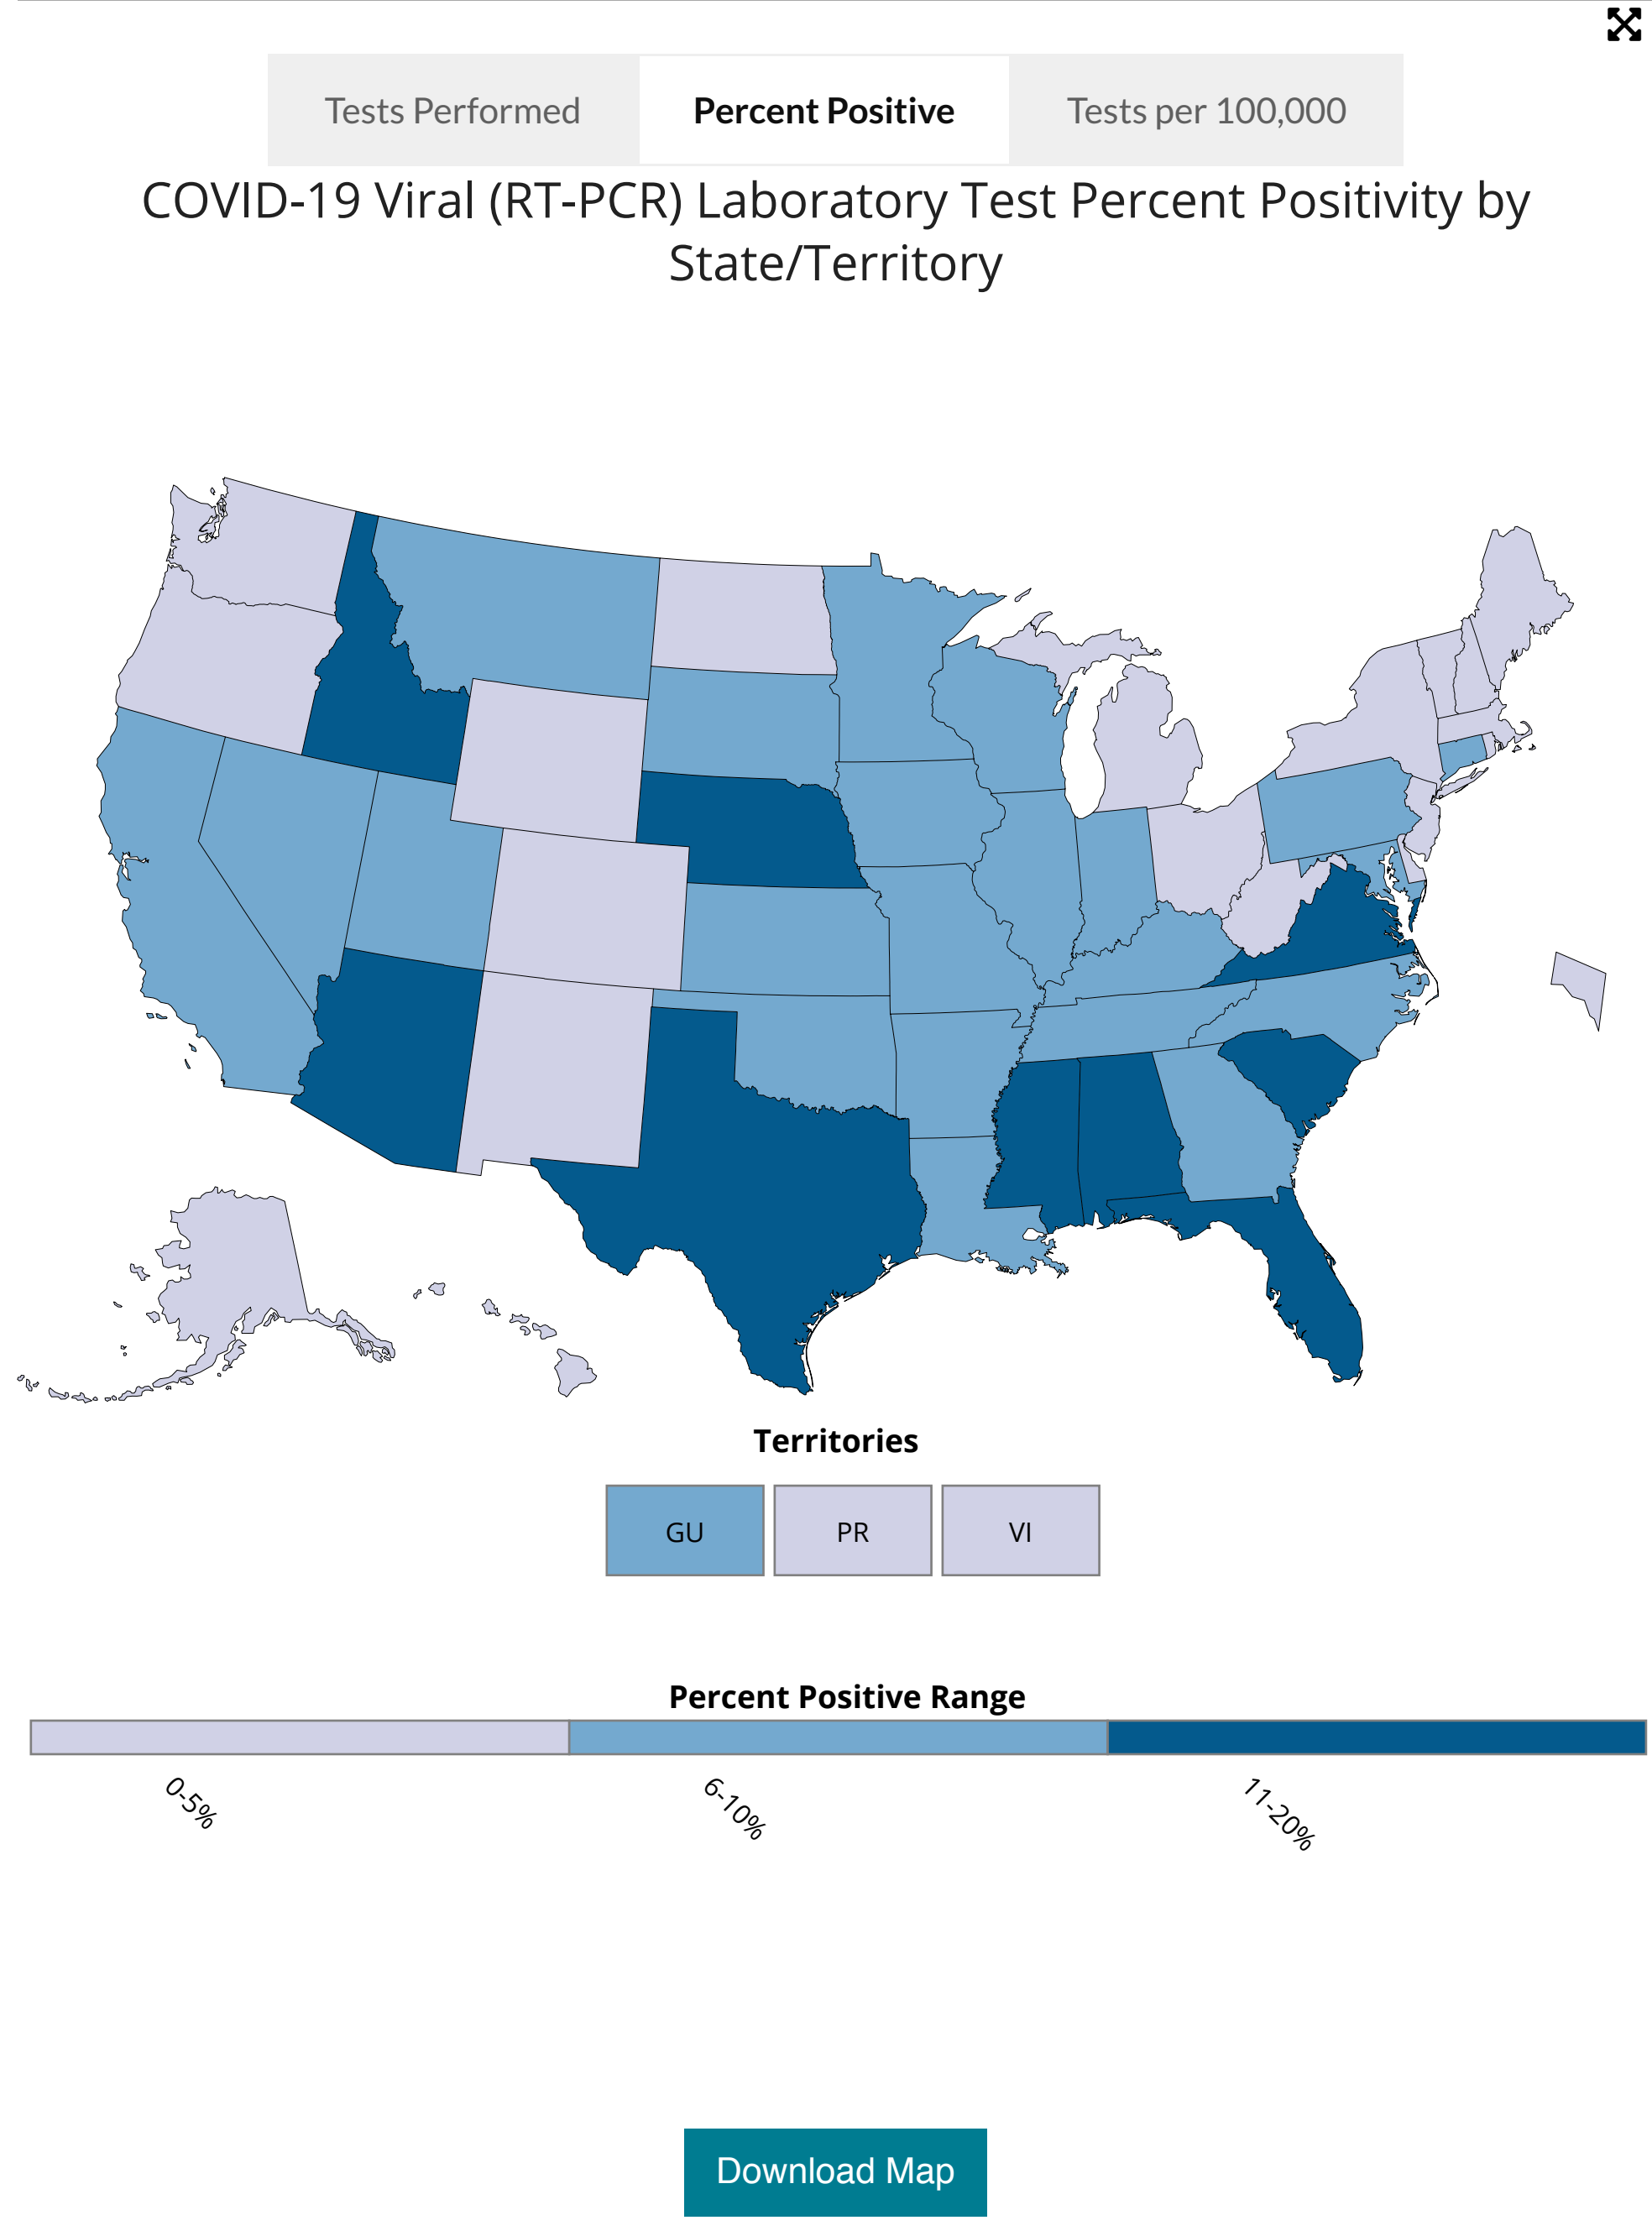 Tests Performed
Percent Positive
Tests per 100,000
COVID-19 Viral (RT-PCR) Laboratory Test Percent Positivity by
State/Territory
Territories
GU
PR
VI
Percent Positive Range
0-5%
6-10%
11-20%
Download Map